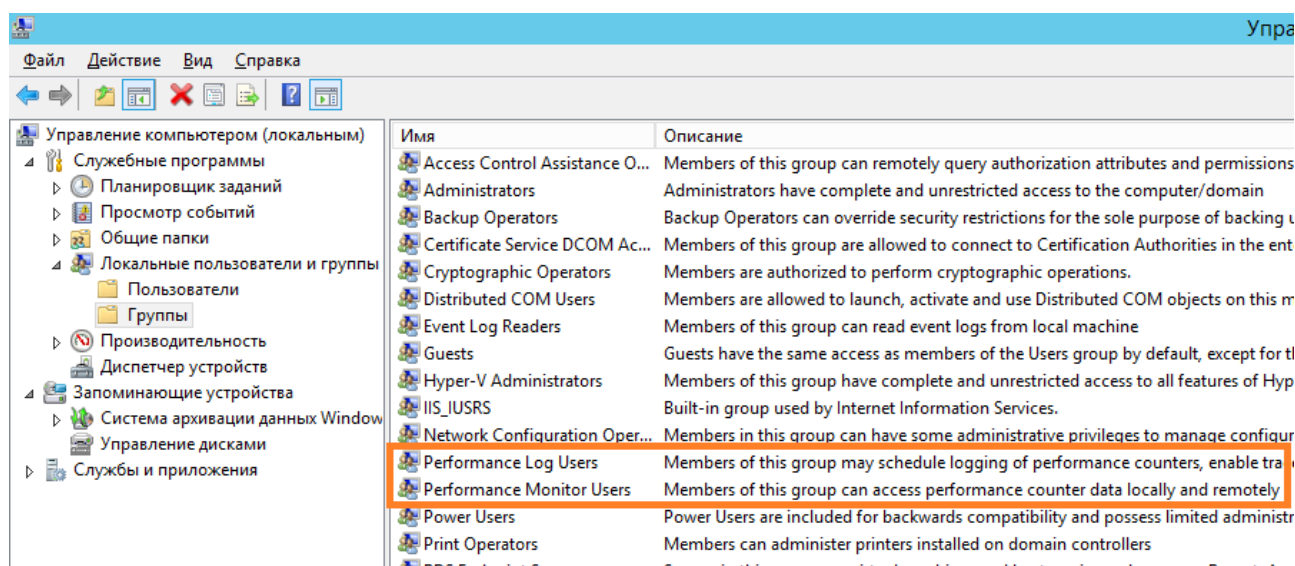 Упра
Файл Действие Вид Справка
Управление компьютером (локальным)
Служебные программы
Планировщик заданий
Просмотр событий
Общие папки
Локальные пользователи и группы
Пользователи
Группы
Производительность
Диспетчер устройств
Запоминающие устройства
Система архивации данных Window
Управление дисками
Службы и приложения
Имя Описание
Access Control Assistance O... Members of this group can remotely query authorization attributes and permissions
Administrators Administrators have complete and unrestricted access to the computer/domain
Backup Operators Backup Operators can override security restrictions for the sole purpose of backing u
Certificate Service DCOM Ac... Members of this group are allowed to connect to Certification Authorities in the ent
Cryptographic Operators Members are authorized to perform cryptographic operations.
Distributed COM Users Members are allowed to launch, activate and use Distributed COM objects on this m
Event Log Readers Members of this group can read event logs from local machine
Guests Guests have the same access as members of the Users group by default, except for th
Hyper-V Administrators Members of this group have complete and unrestricted access to all features of Hyp
IIS_IUSRS Built-in group used by Internet Information Services.
Network Configuration Oper... Members in this group can have some administrative privileges to manage configur
Performance Log Users Members of this group may schedule logging of performance counters, enable tra
Performance Monitor Users Members of this group can access performance counter data locally and remotely
Power Users Power Users are included for backwards compatibility and possess limited administr
Print Operators Members can administer printers installed on domain controllers